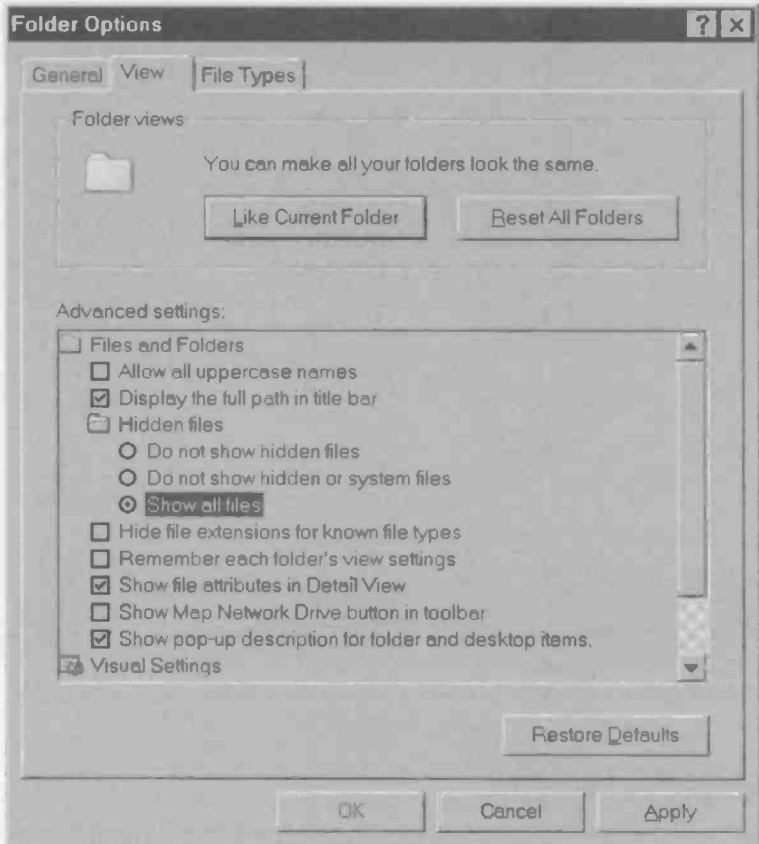 Folder Options
General View File Types
Folder views
You can make all your folders look the same.
Like Current Folder Reset All Folders
Advanced settings:
Files and Folders
Allow all uppercase names
Display the full path in title bar
Hidden files
Do not show hidden files
Do not show hidden or system files
Show all files
Hide file extensions for known file types
Remember each folder's view settings
Show file attributes in Detail View
Show Map Network Drive button in toolbar
Show pop-up description for folder and desktop items.
Visual Settings
Restore Defaults
OK Cancel Apply